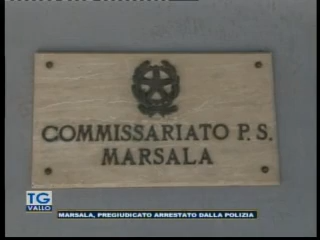 COMMISSARIATO P. S.
MARSALA
TG
VALLO
MARSALA, PREGIUDICATO ARRESTATO DALLA POLIZIA